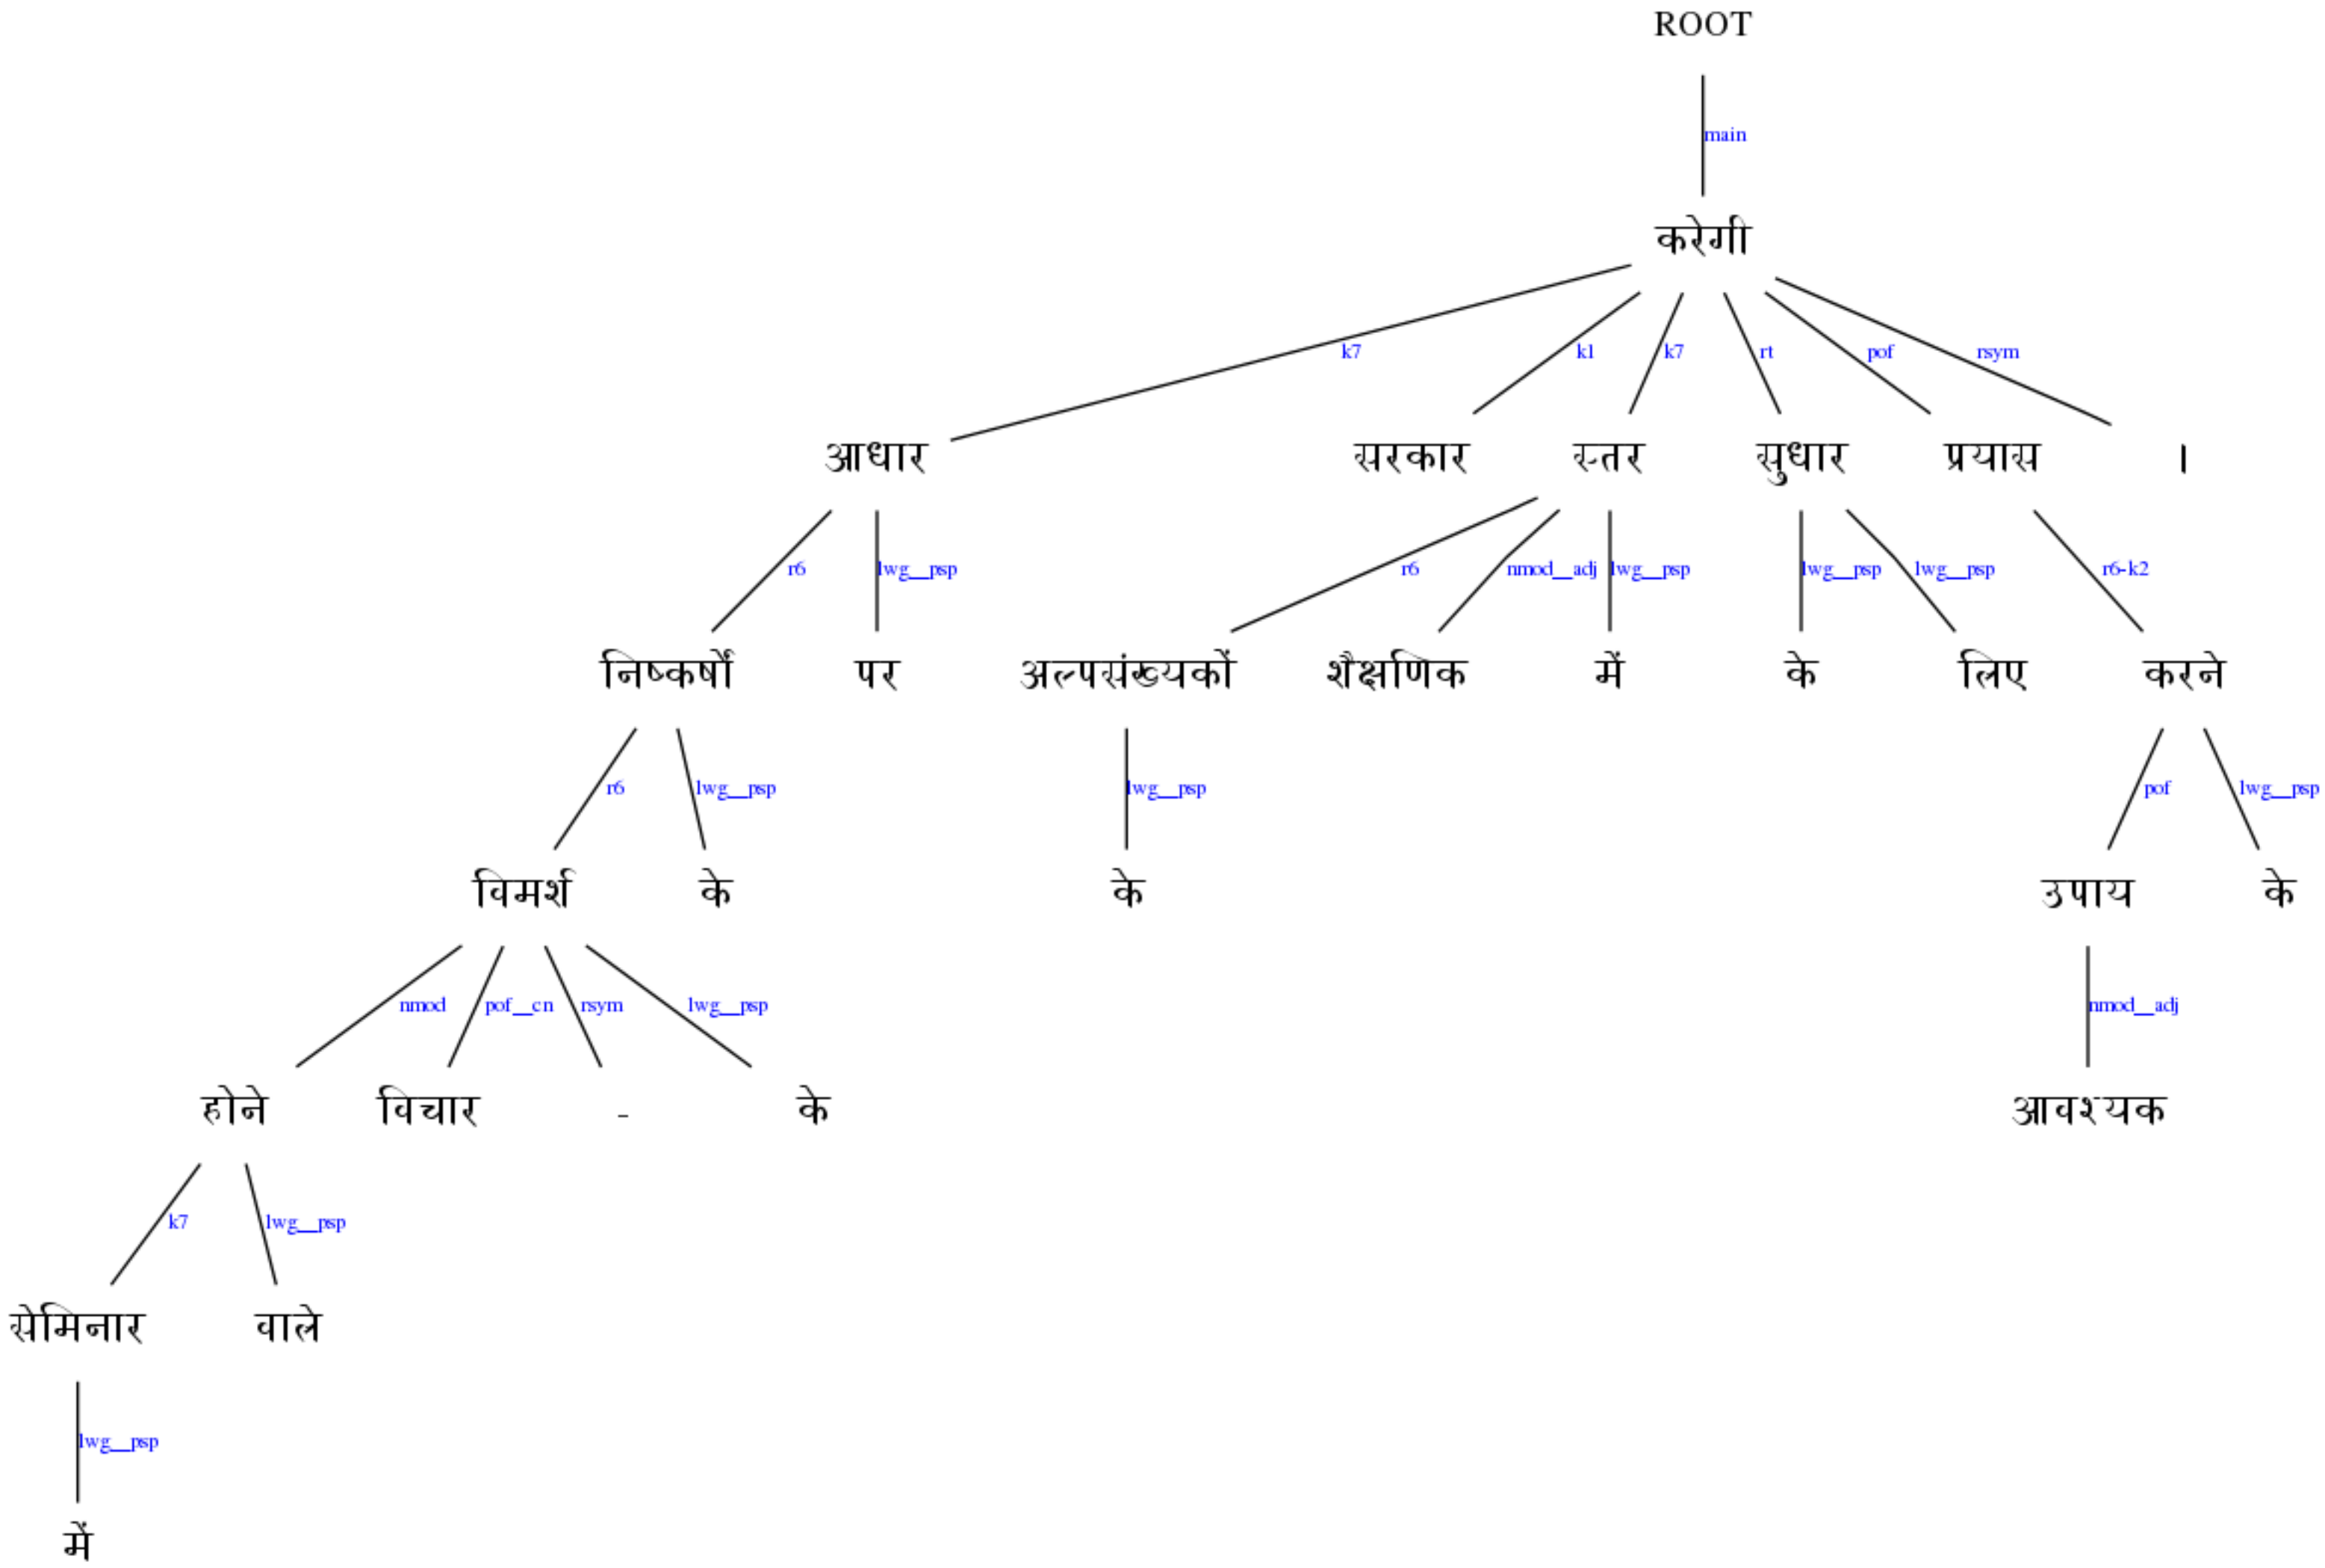 ROOT
main
करेगी
k7 k1 k7 rt pof rsym
आधार सरकार स्तर सुधार प्रयास ।
r6 lwg__psp r6 nmod__adj lwg__psp lwg__psp lwg__psp r6-k2
निष्कर्षों पर अल्पसंख्यकों शैक्षणिक में के लिए करने
r6 lwg__psp lwg__psp pof lwg__psp
विमर्श के के उपाय के
nmod pof__cn rsym lwg__psp nmod__adj
होने विचार - के आवश्यक
k7 lwg__psp
सेमिनार वाले
lwg__psp
में